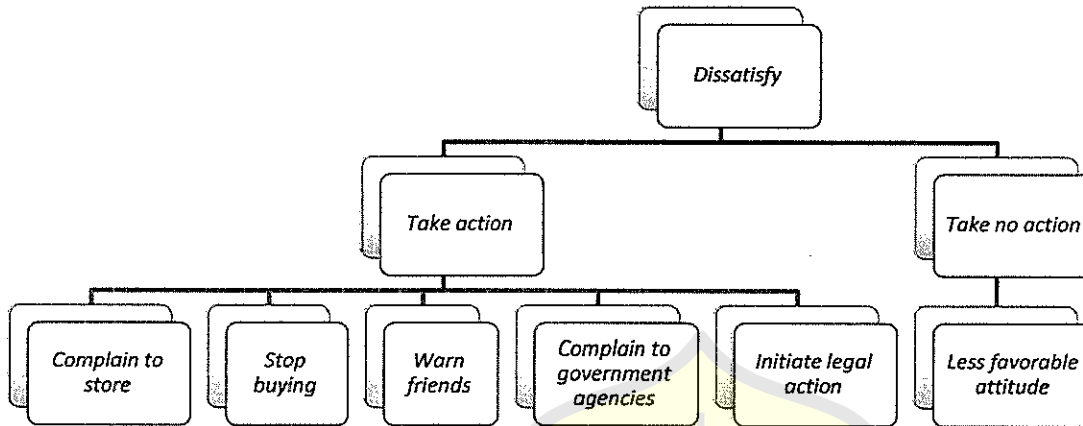 Dissatisfy
Take action
Take no action
Complain to
store
Stop
buying
Warn
friends
Complain to
government
agencies
Initiate legal
action
Less favorable
attitude